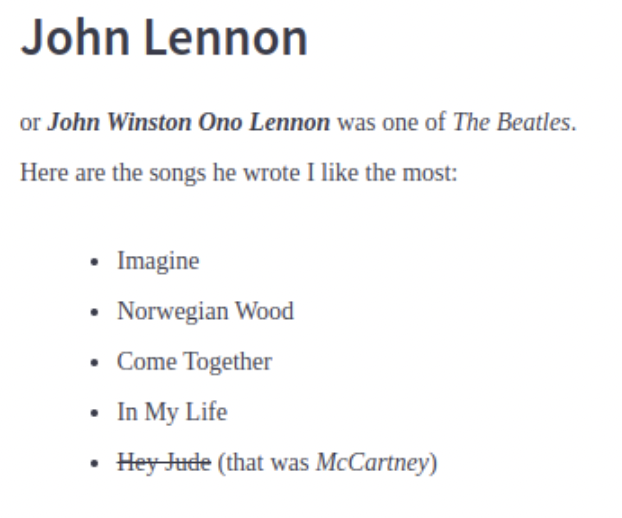 John Lennon
or John Winston Ono Lennon was one of The Beatles.
Here are the songs he wrote I like the most:
• Imagine
• Norwegian Wood
• Come Together
• In My Life
• Hey Jude (that was McCartney)